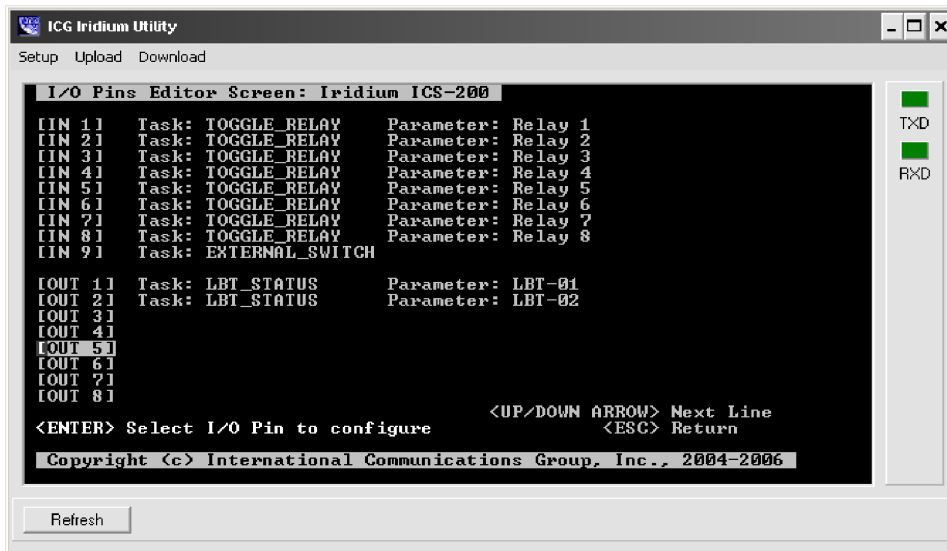 ICG Iridium Utility
Setup Upload Download
I/O Pins Editor Screen: Iridium ICS-200
[IN 1] Task: TOGGLE_RELAY Parameter: Relay 1
[IN 2] Task: TOGGLE_RELAY Parameter: Relay 2
[IN 3] Task: TOGGLE_RELAY Parameter: Relay 3
[IN 4] Task: TOGGLE_RELAY Parameter: Relay 4
[IN 5] Task: TOGGLE_RELAY Parameter: Relay 5
[IN 6] Task: TOGGLE_RELAY Parameter: Relay 6
[IN 7] Task: TOGGLE_RELAY Parameter: Relay 7
[IN 8] Task: TOGGLE_RELAY Parameter: Relay 8
[IN 9] Task: EXTERNAL_SWITCH
[OUT 1] Task: LBT_STATUS Parameter: LBT-01
[OUT 2] Task: LBT_STATUS Parameter: LBT-02
[OUT 3]
[OUT 4]
[OUT 5]
[OUT 6]
[OUT 7]
[OUT 8]
<UP/DOWN ARROW> Next Line
<ENTER> Select I/O Pin to configure <ESC> Return
Copyright (c) International Communications Group, Inc., 2004-2006
TXD
RXD
Refresh